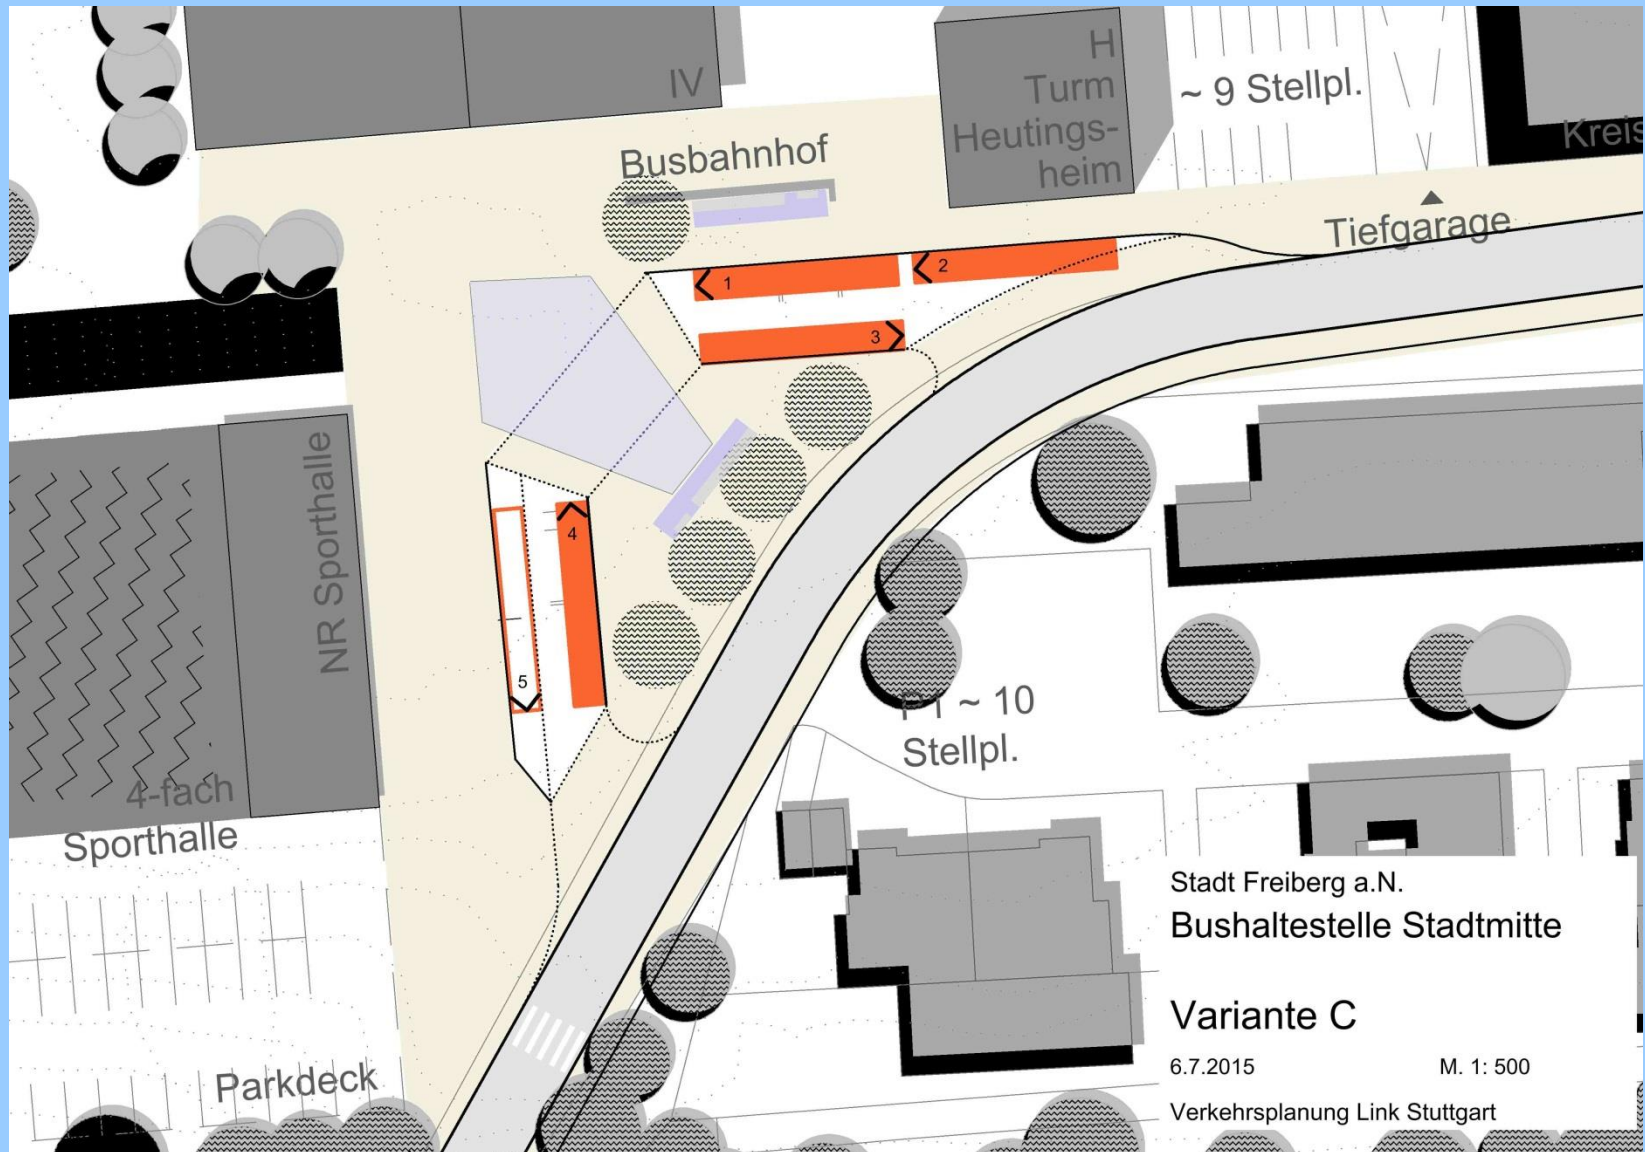 IV
H
Turm
Heutings-
heim
~ 9 Stellpl.
Kreis
Busbahnhof
Tiefgarage
1
2
3
4
5
NR Sporthalle
4-fach
Sporthalle
P1 ~ 10
Stellpl.
Parkdeck
Stadt Freiberg a.N.
Bushaltestelle Stadtmitte
Variante C
6.7.2015
M. 1: 500
Verkehrsplanung Link Stuttgart